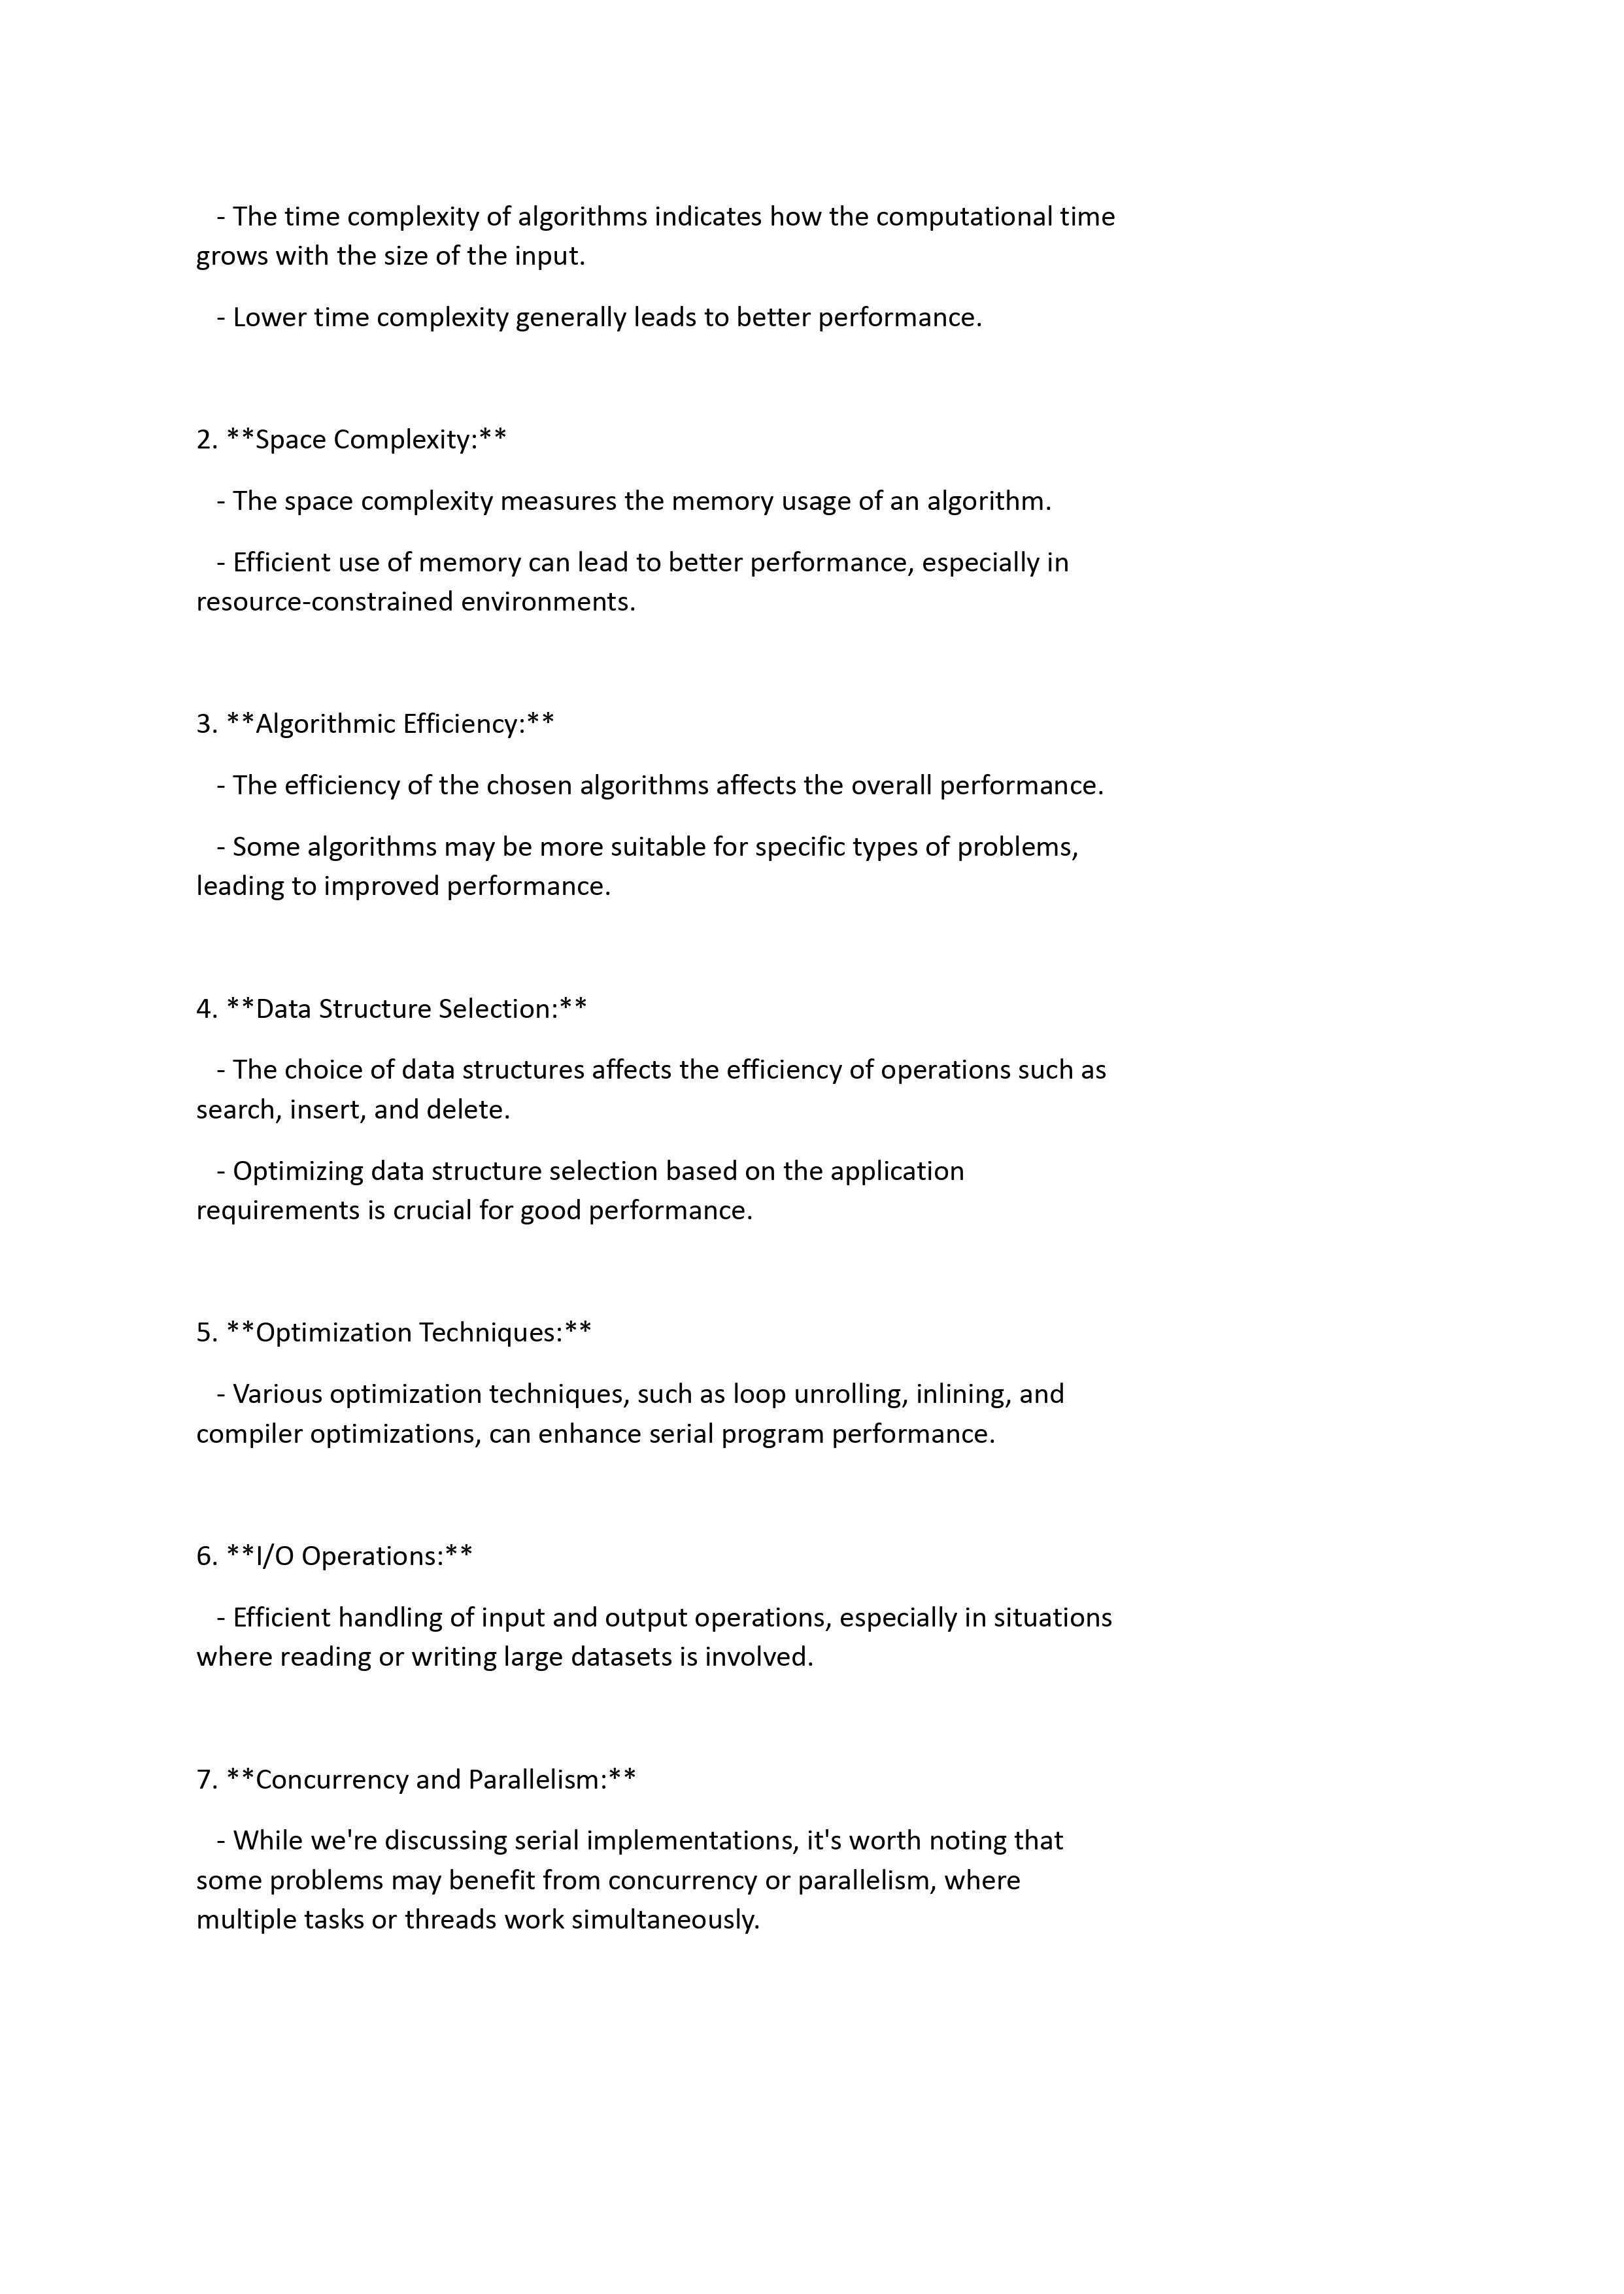 - The time complexity of algorithms indicates how the computational time
grows with the size of the input.
- Lower time complexity generally leads to better performance.
2. **Space Complexity:**
- The space complexity measures the memory usage of an algorithm.
- Efficient use of memory can lead to better performance, especially in
resource-constrained environments.
3. **Algorithmic Efficiency:**
- The efficiency of the chosen algorithms affects the overall performance.
- Some algorithms may be more suitable for specific types of problems,
leading to improved performance.
4. **Data Structure Selection:**
- The choice of data structures affects the efficiency of operations such as
search, insert, and delete.
- Optimizing data structure selection based on the application
requirements is crucial for good performance.
5. **Optimization Techniques:**
- Various optimization techniques, such as loop unrolling, inlining, and
compiler optimizations, can enhance serial program performance.
6. **I/O Operations:**
- Efficient handling of input and output operations, especially in situations
where reading or writing large datasets is involved.
7. **Concurrency and Parallelism:**
- While we're discussing serial implementations, it's worth noting that
some problems may benefit from concurrency or parallelism, where
multiple tasks or threads work simultaneously.